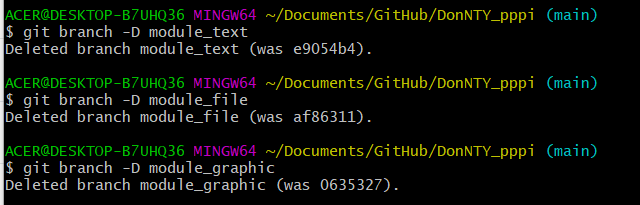 ACER@DESKTOP-B7UHQ36 MINGW64 ~/Documents/GitHub/DonNTY_pppi (main)
$ git branch -D module_text
Deleted branch module_text (was e9054b4).
ACER@DESKTOP-B7UHQ36 MINGW64 ~/Documents/GitHub/DonNTY_pppi (main)
$ git branch -D module_file
Deleted branch module_file (was af86311).
ACER@DESKTOP-B7UHQ36 MINGW64 ~/Documents/GitHub/DonNTY_pppi (main)
$ git branch -D module_graphic
Deleted branch module_graphic (was 0635327).